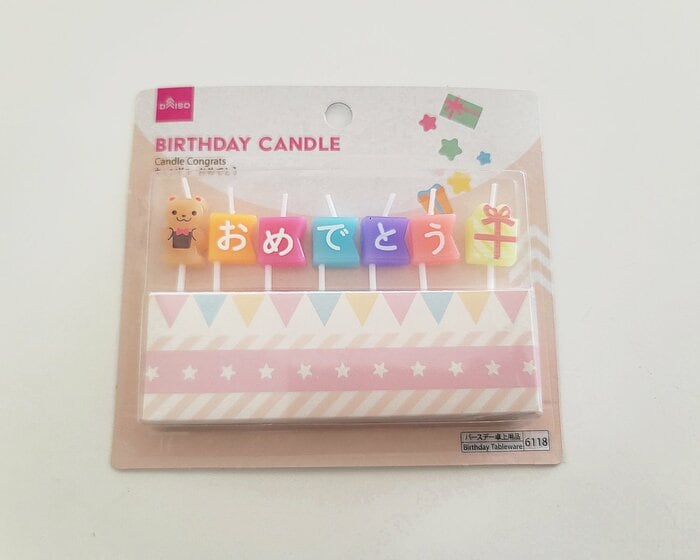 DAISO
BIRTHDAY CANDLE
Candle Congrats
おめでとう
バースデー卓上用品
Birthday Tableware
6118